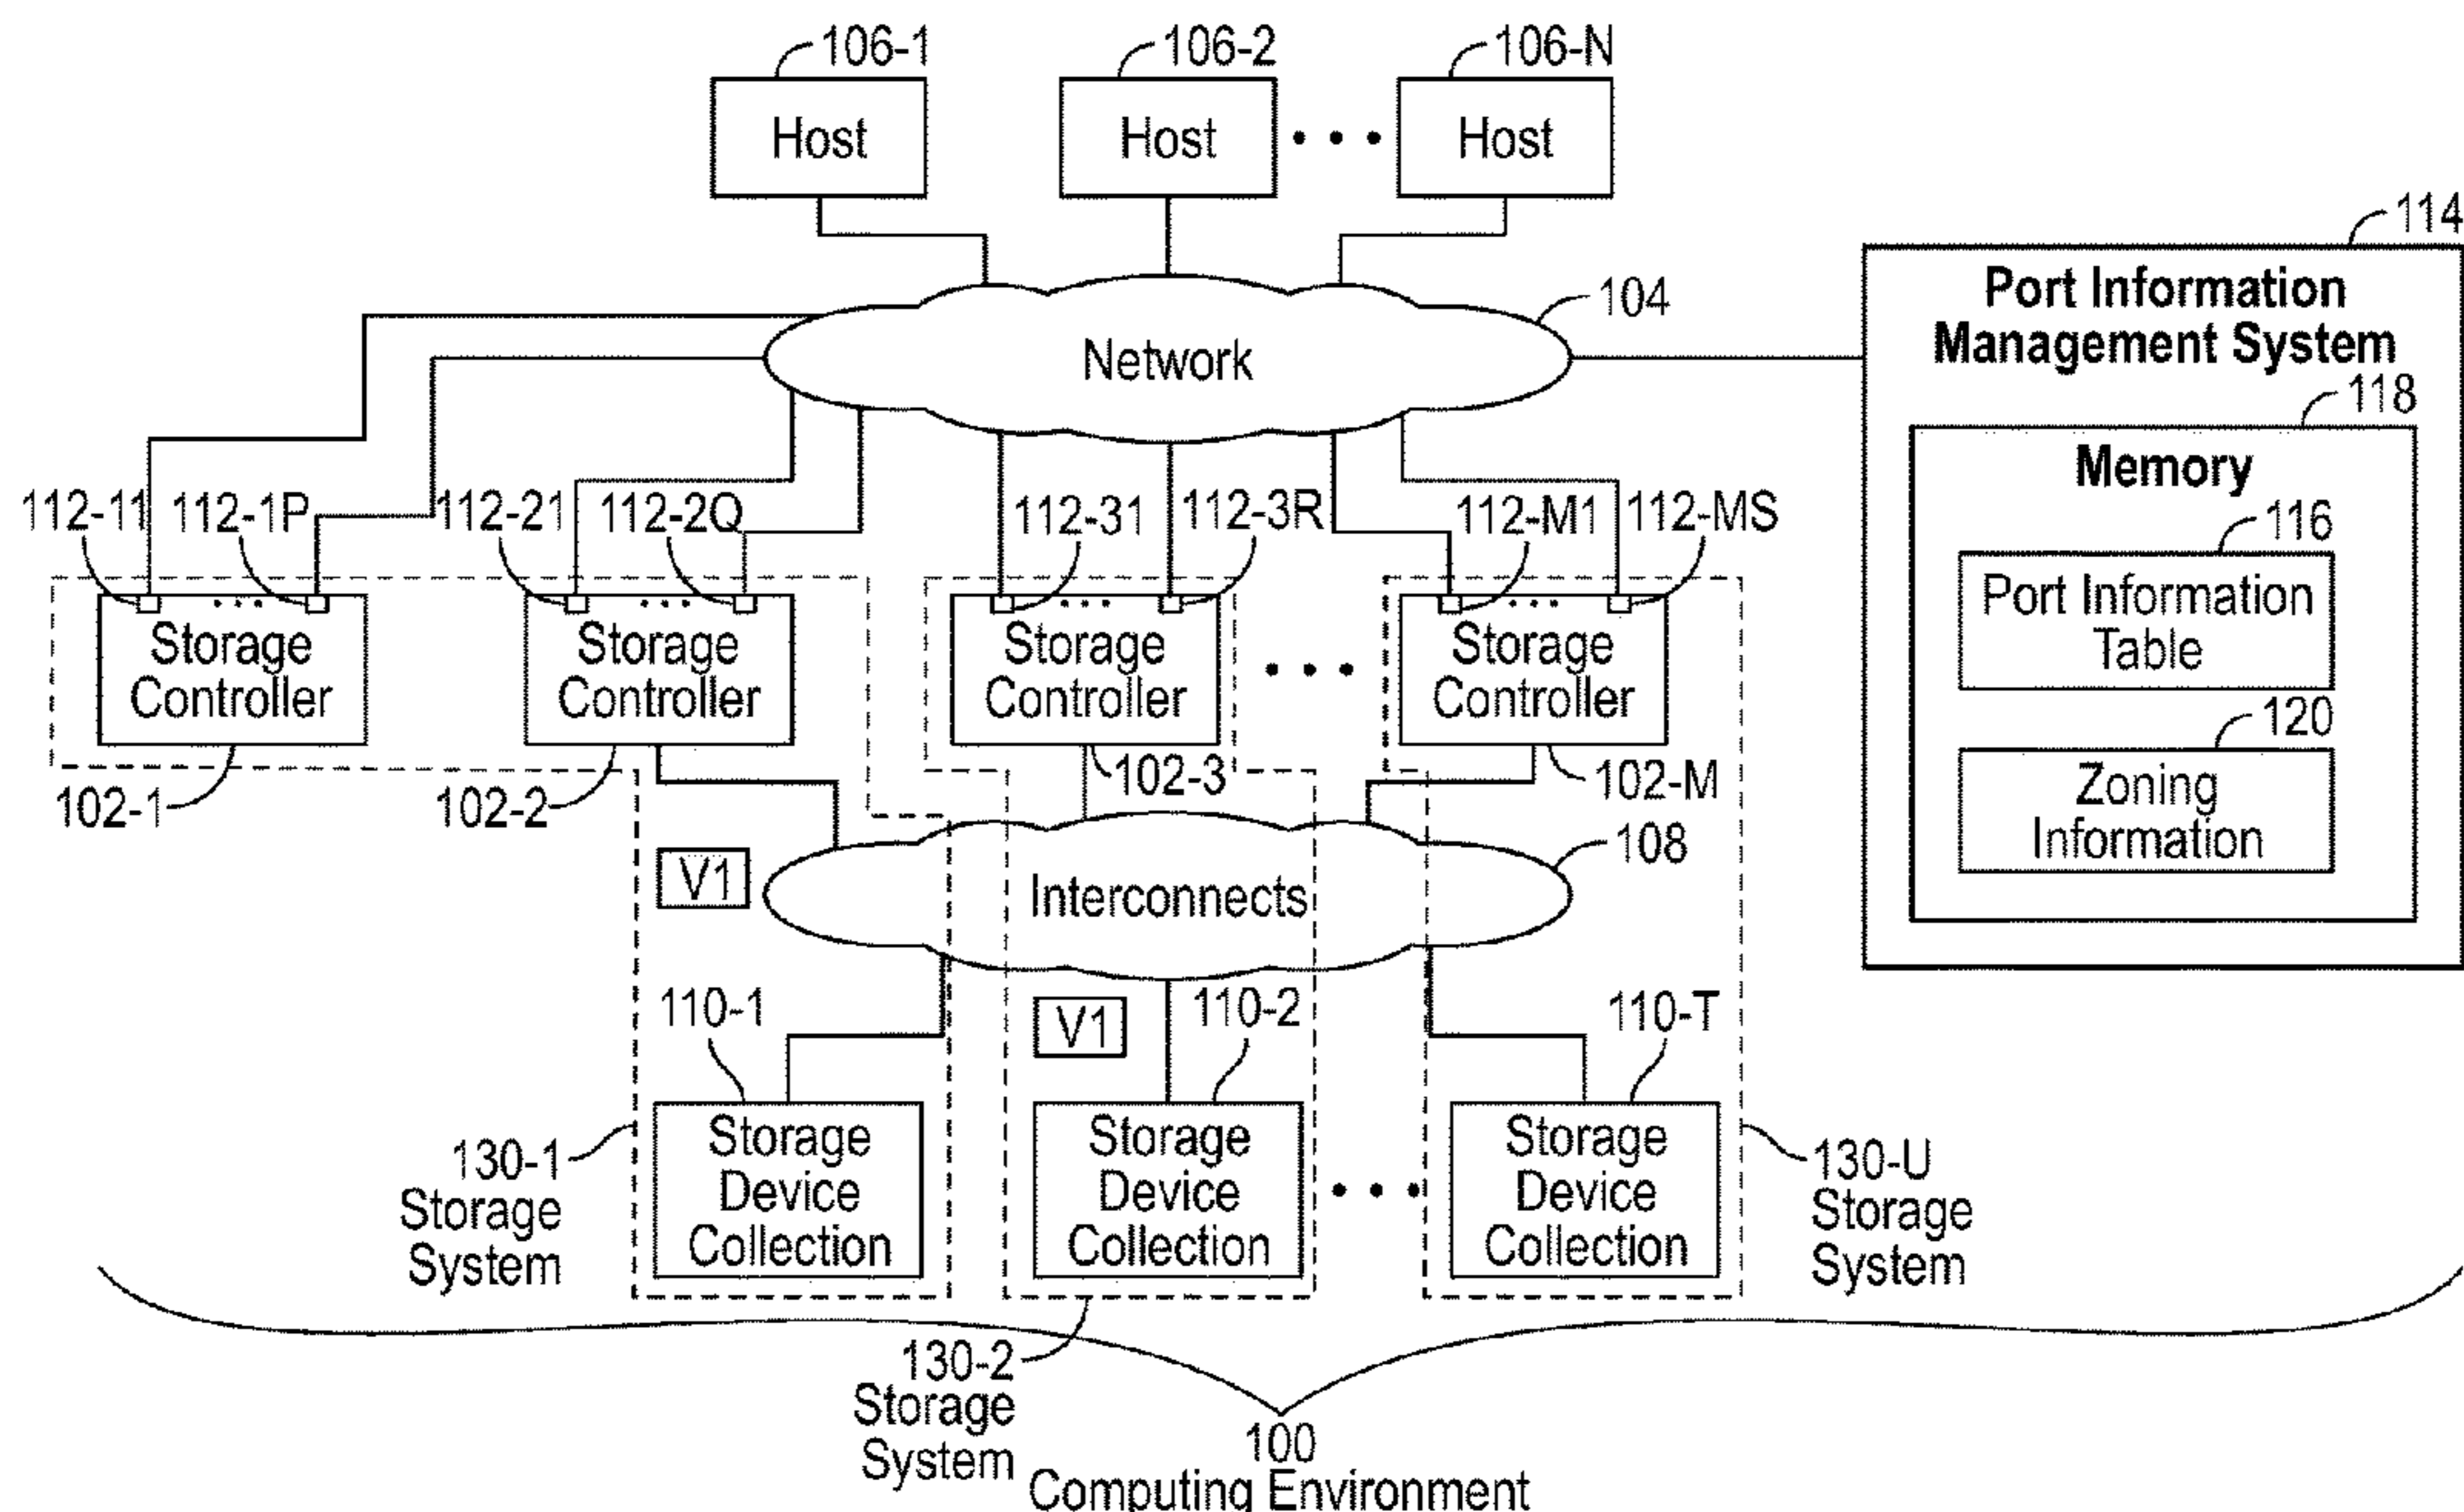 106-1
106-2
106-N
Host
Host
Host
114
Port Information
Management System
104
Network
118
Memory
112-11
112-1P
112-21
112-2Q
112-31
112-3R
112-M1
112-MS
116
Port Information
Table
Storage
Controller
Storage
Controller
Storage
Controller
Storage
Controller
102-1
102-2
102-3
102-M
120
Zoning
Information
V1
108
Interconnects
110-1
V1
110-2
110-T
Storage
Device
Collection
Storage
Device
Collection
Storage
Device
Collection
130-1
Storage
System
130-U
Storage
System
130-2
Storage
System
100
Computing Environment